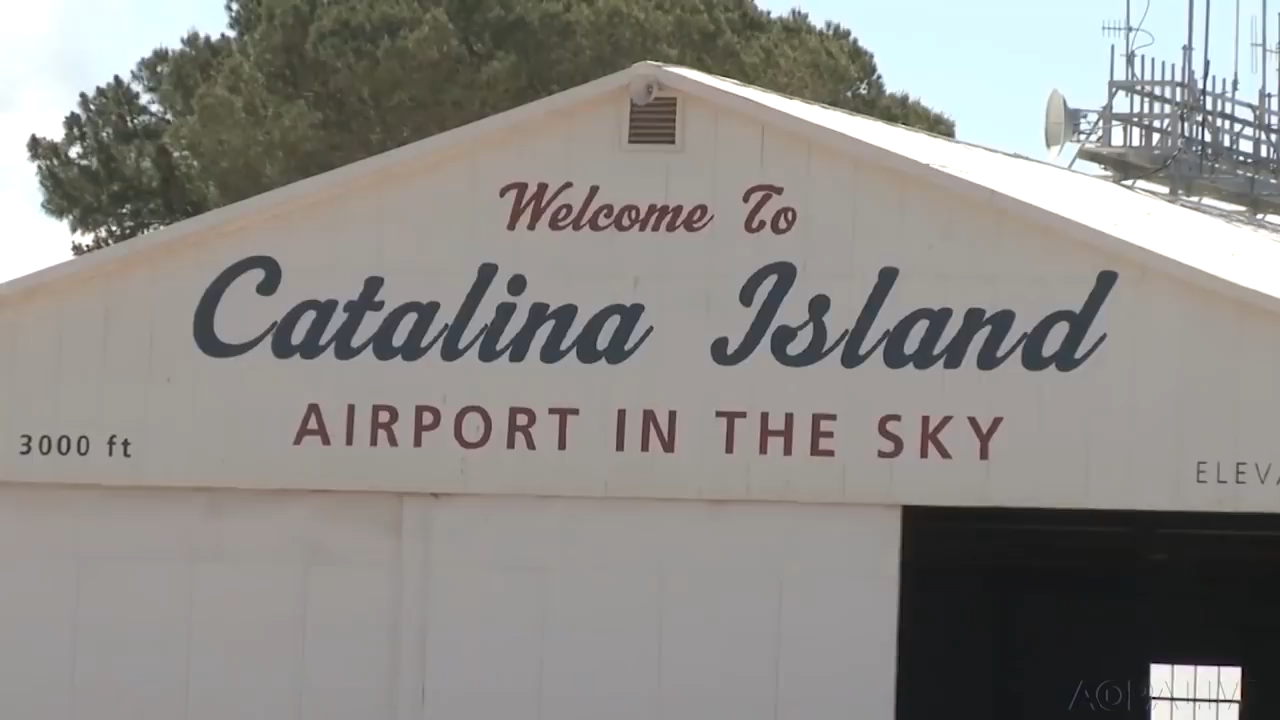 Welcome To
Catalina Island
AIRPORT IN THE SKY
3000 ft
ELEVA